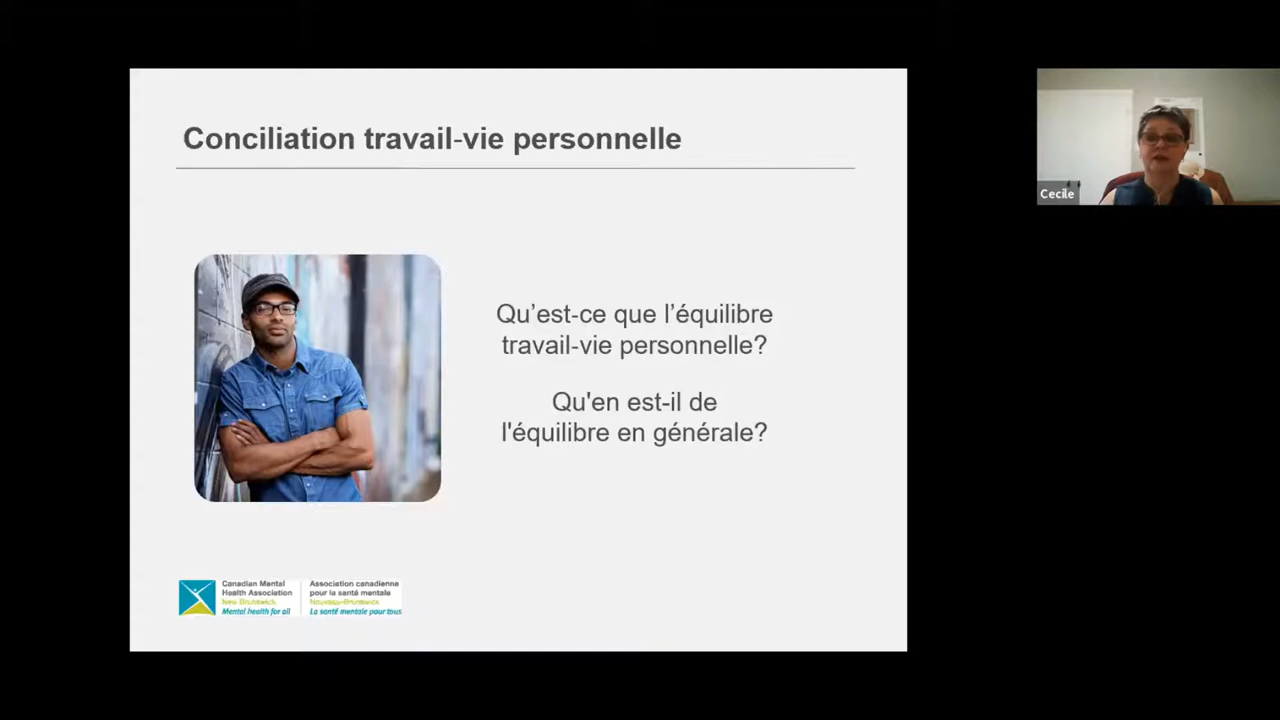 Conciliation travail-vie personnelle
Qu’est-ce que l’équilibre
travail-vie personnelle?
Qu'en est-il de
l'équilibre en générale?
Canadian Mental
Health Association
New Brunswick
Mental health for all
Association canadienne
pour la santé mentale
Nouveau-Brunswick
La santé mentale pour tous
Cecile